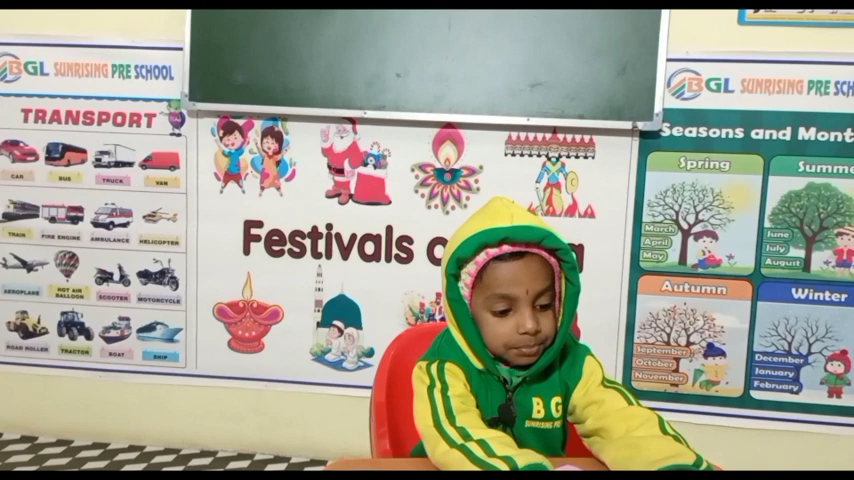 BGL SUNRISING PRE SCHOOL
TRANSPORT
CAR BUS TRUCK VAN
TRAIN FIRE ENGINE AMBULANCE HELICOPTER
AEROPLANE HOT AIR BALLOON SCOOTER MOTORCYCLE
ROAD ROLLER TRACTOR BOAT SHIP
Festivals
BGL SUNRISING PRE SCH
Seasons and Mont
Spring
March
April
May
Summe
June
July
August
Autumn
September
October
November
Winter
December
January
February
BG
SUNRISING PRE